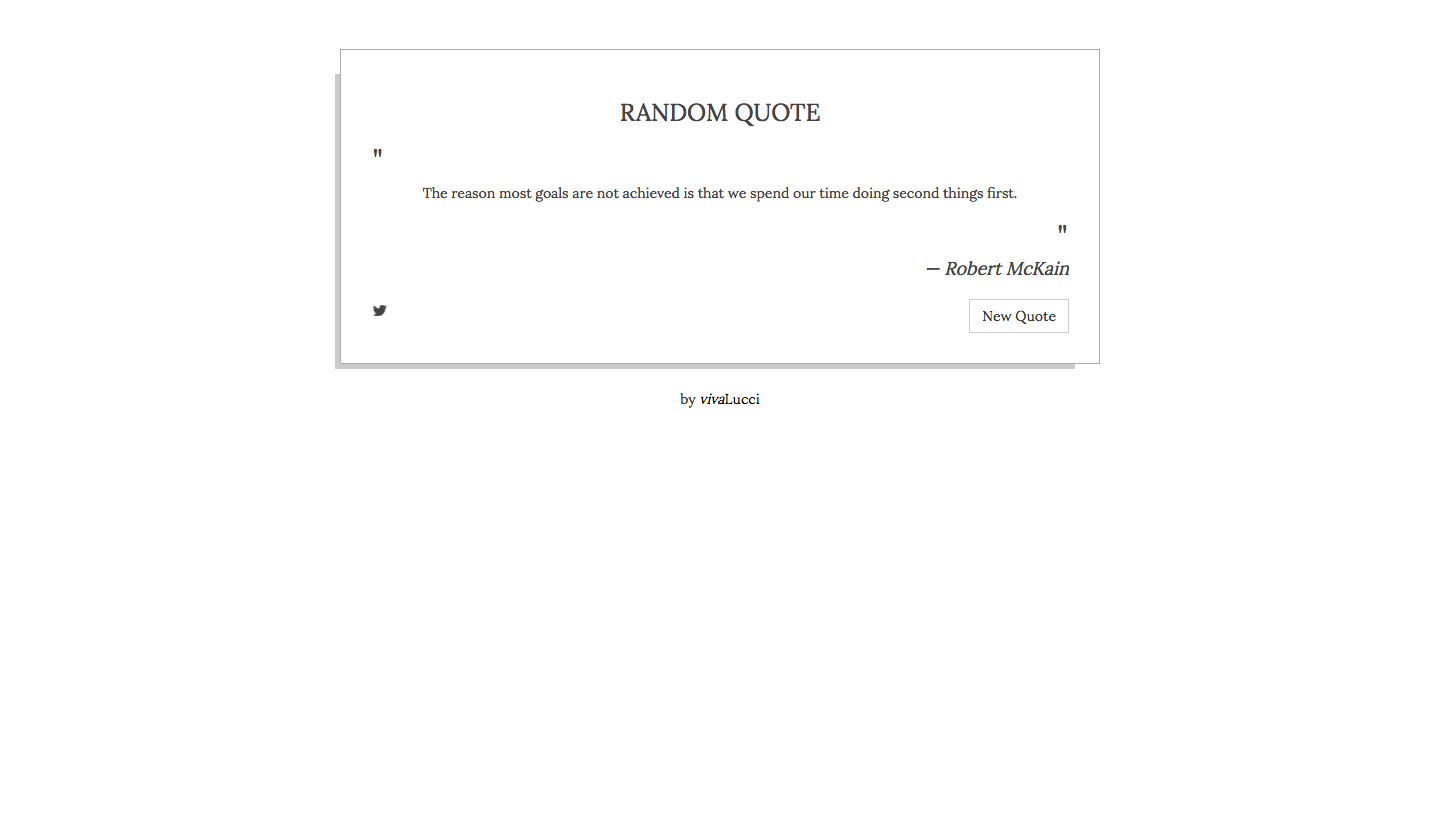 RANDOM QUOTE
"
The reason most goals are not achieved is that we spend our time doing second things first.
"
— Robert McKain
New Quote
by vivaLucci